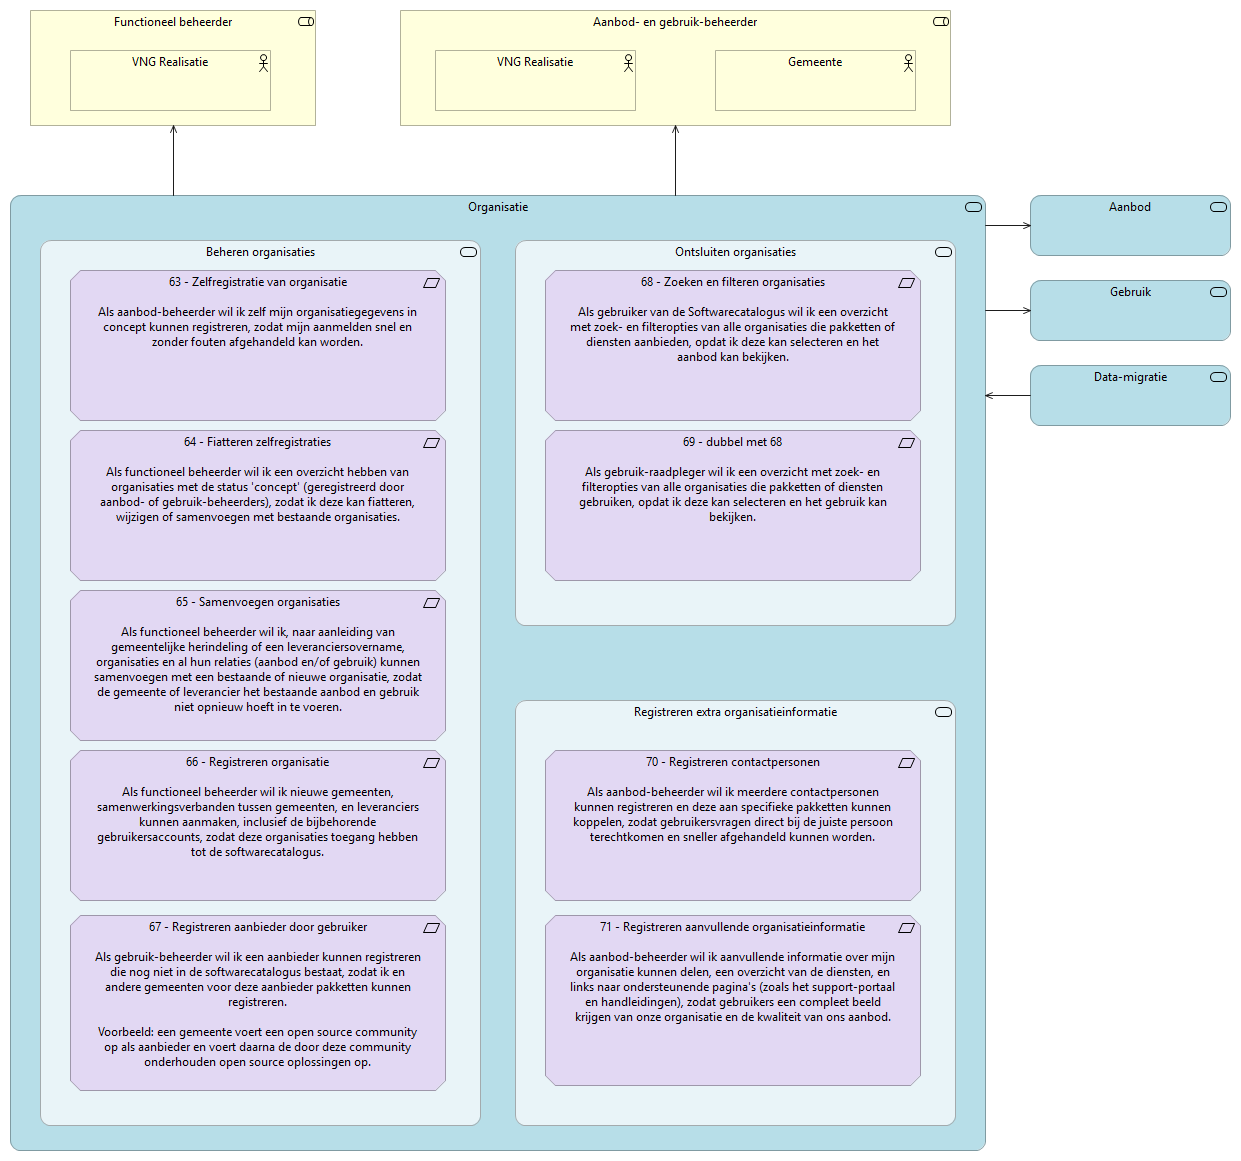 Functioneel beheerder
VNG Realisatie
Aanbod- en gebruik-beheerder
VNG Realisatie
Gemeente
Organisatie
Beheren organisaties
63 - Zelfregistratie van organisatie
Als aanbod-beheerder wil ik zelf mijn organisatiegegevens in
concept kunnen registreren, zodat mijn aanmelden snel en
zonder fouten afgehandeld kan worden.
64 - Fiatteren zelfregistraties
Als functioneel beheerder wil ik een overzicht hebben van
organisaties met de status 'concept' (geregistreerd door
aanbod- of gebruik-beheerders), zodat ik deze kan fiatteren,
wijzigen of samenvoegen met bestaande organisaties.
65 - Samenvoegen organisaties
Als functioneel beheerder wil ik, naar aanleiding van
gemeentelijke herindeling of een leveranciersovername,
organisaties en al hun relaties (aanbod en/of gebruik) kunnen
samenvoegen met een bestaande of nieuwe organisatie, zodat
de gemeente of leverancier het bestaande aanbod en gebruik
niet opnieuw hoeft in te voeren.
66 - Registreren organisatie
Als functioneel beheerder wil ik nieuwe gemeenten,
samenwerkingsverbanden tussen gemeenten, en leveranciers
kunnen aanmaken, inclusief de bijbehorende
gebruikersaccounts, zodat deze organisaties toegang hebben
tot de softwarecatalogus.
67 - Registreren aanbieder door gebruiker
Als gebruik-beheerder wil ik een aanbieder kunnen registreren
die nog niet in de softwarecatalogus bestaat, zodat ik en
andere gemeenten voor deze aanbieder pakketten kunnen
registreren.
Voorbeeld: een gemeente voert een open source community
op als aanbieder en voert daarna de door deze community
onderhouden open source oplossingen op.
Ontsluiten organisaties
68 - Zoeken en filteren organisaties
Als gebruiker van de Softwarecatalogus wil ik een overzicht
met zoek- en filteropties van alle organisaties die pakketten of
diensten aanbieden, opdat ik deze kan selecteren en het
aanbod kan bekijken.
69 - dubbel met 68
Als gebruik-raadpleger wil ik een overzicht met zoek- en
filteropties van alle organisaties die pakketten of diensten
gebruiken, opdat ik deze kan selecteren en het gebruik kan
bekijken.
Registreren extra organisatieinformatie
70 - Registreren contactpersonen
Als aanbod-beheerder wil ik meerdere contactpersonen
kunnen registreren en deze aan specifieke pakketten kunnen
koppelen, zodat gebruikersvragen direct bij de juiste persoon
terechtkomen en sneller afgehandeld kunnen worden.
71 - Registreren aanvullende organisatieinformatie
Als aanbod-beheerder wil ik aanvullende informatie over mijn
organisatie kunnen delen, een overzicht van de diensten, en
links naar ondersteunende pagina's (zoals het support-portaal
en handleidingen), zodat gebruikers een compleet beeld
krijgen van onze organisatie en de kwaliteit van ons aanbod.
Aanbod
Gebruik
Data-migratie